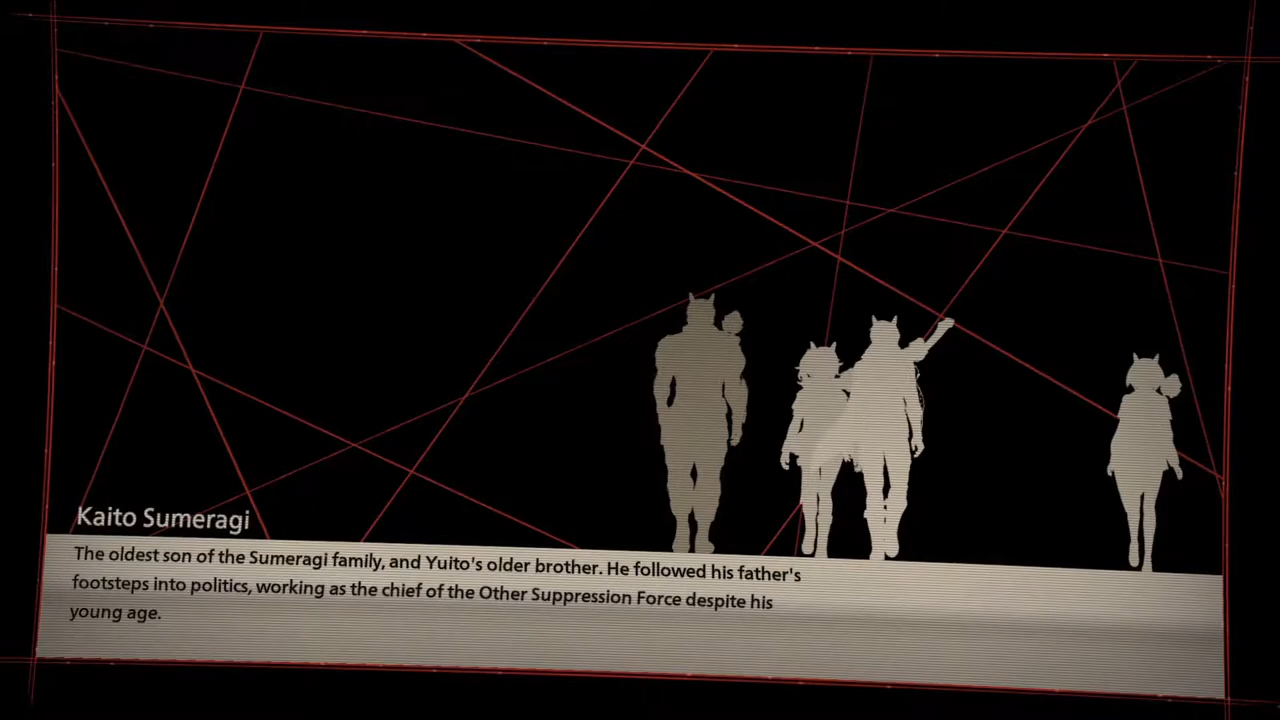 Kaito Sumeragi
The oldest son of the Sumeragi family, and Yuito's older brother. He followed his father's
footsteps into politics, working as the chief of the Other Suppression Force despite his
young age.